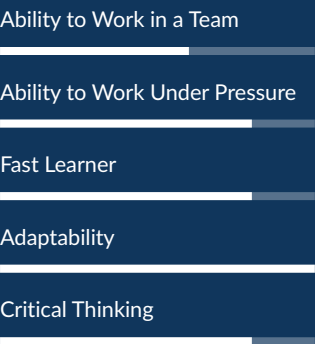 Ability to Work in a Team
Ability to Work Under Pressure
Fast Learner
Adaptability
Critical Thinking